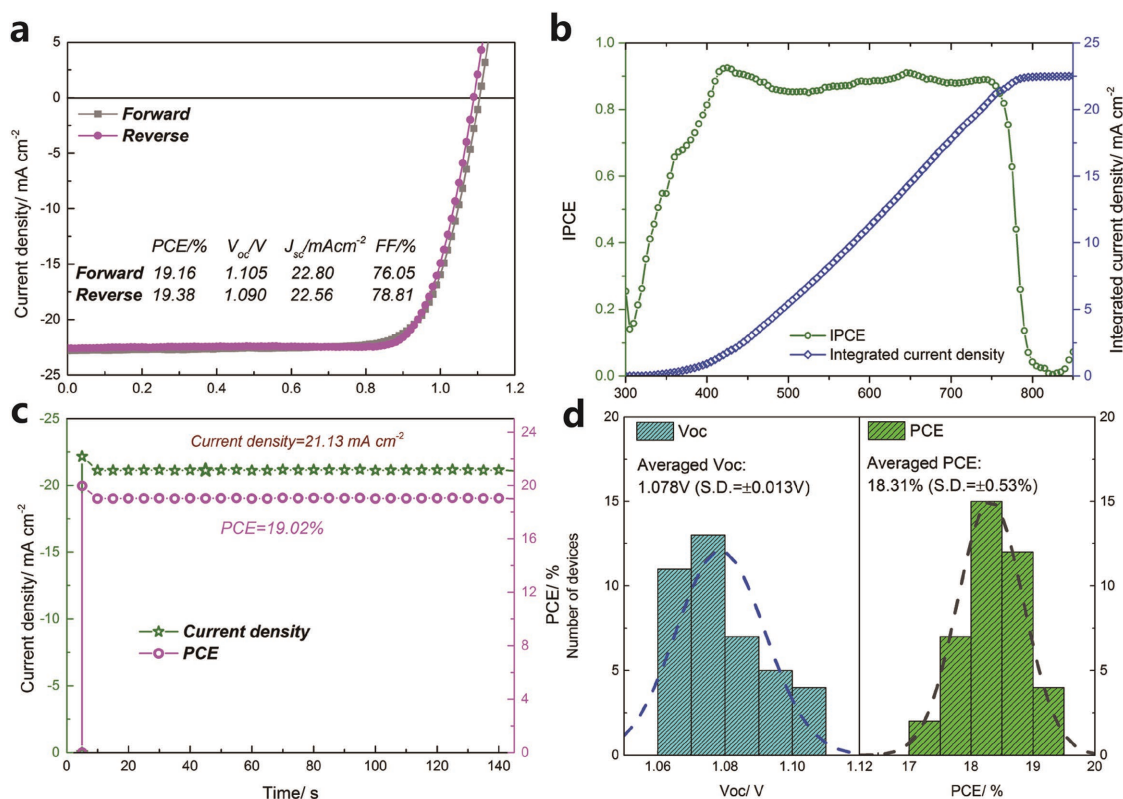 a
5
0
-5
-10
-15
-20
-25
Current density/ mA cm-2
Forward
Reverse
PCE/% Voc/V Jsc/mAcm-2 FF/%
Forward 19.16 1.105 22.80 76.05
Reverse 19.38 1.090 22.56 78.81
0.0 0.2 0.4 0.6 0.8 1.0 1.2
b
1.0
0.8
0.6
0.4
0.2
0.0
IPCE
25
20
15
10
5
0
Integrated current density/ mA cm-2
IPCE
Integrated current density
300 400 500 600 700 800
c
-25
-20
-15
-10
-5
0
Current density/ mA cm-2
Current density=21.13 mA cm-2
PCE=19.02%
Current density
PCE
24
20
16
12
8
4
0
PCE/ %
0 20 40 60 80 100 120 140
Time/ s
d
20
15
10
5
0
Number of devices
Voc
Averaged Voc:
1.078V (S.D.=±0.013V)
PCE
Averaged PCE:
18.31% (S.D.=±0.53%)
20
15
10
5
0
1.06 1.08 1.10 1.12 17 18 19 20
Voc/ V PCE/ %